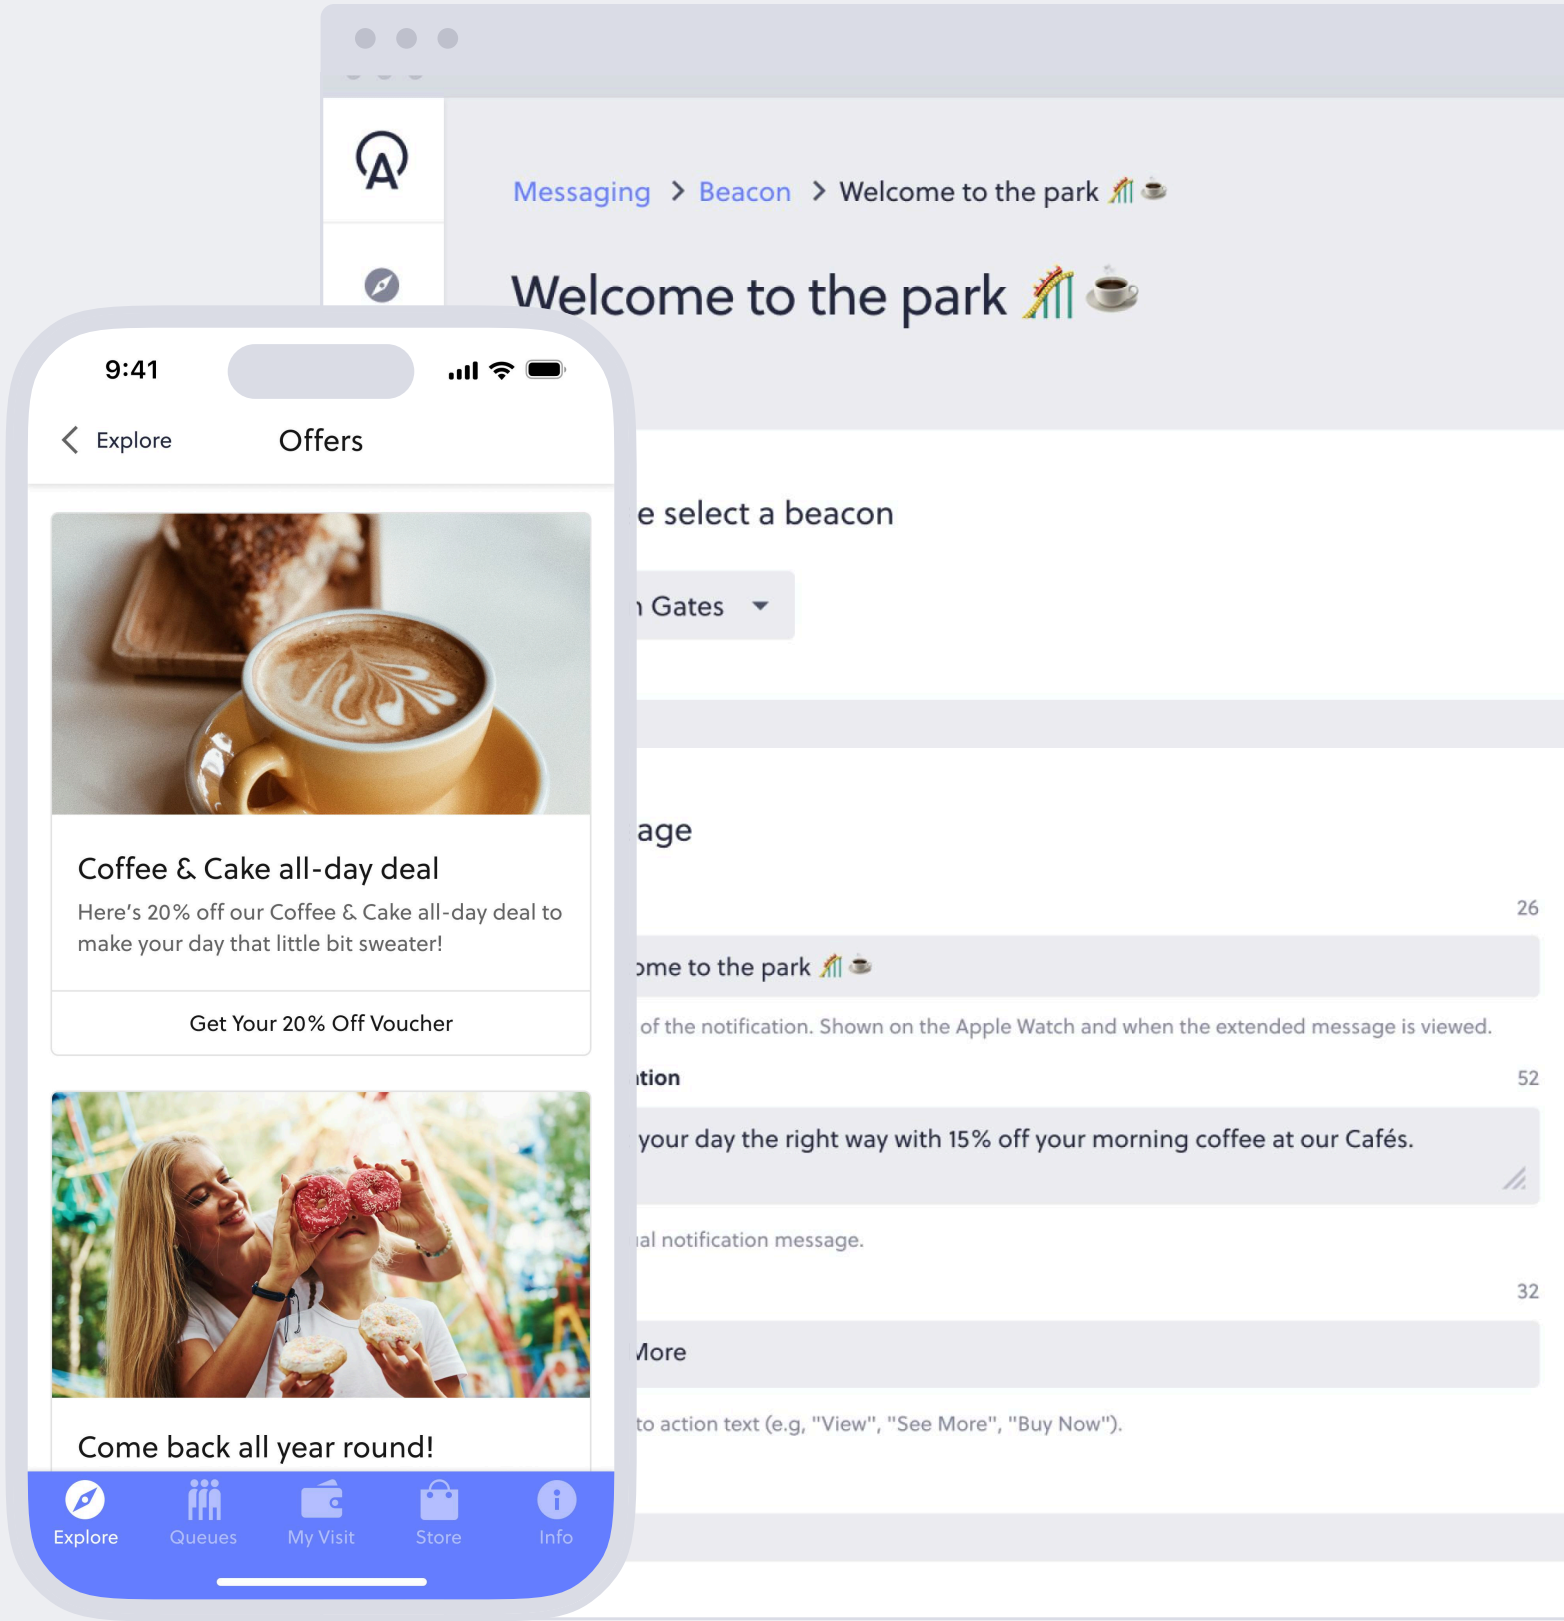 Messaging > Beacon > Welcome to the park 🎢☕
Welcome to the park 🎢☕
select a beacon
Gates
26
to the park 🎢☕
of the notification. Shown on the Apple Watch and when the extended message is viewed.
52
your day the right way with 15% off your morning coffee at our Cafés.
notification message.
32
More
to action text (e.g, "View", "See More", "Buy Now").
9:41
Explore
Offers
Coffee & Cake all-day deal
Here's 20% off our Coffee & Cake all-day deal to
make your day that little bit sweater!
Get Your 20% Off Voucher
Come back all year round!
Explore
Queues
My Visit
Store
Info